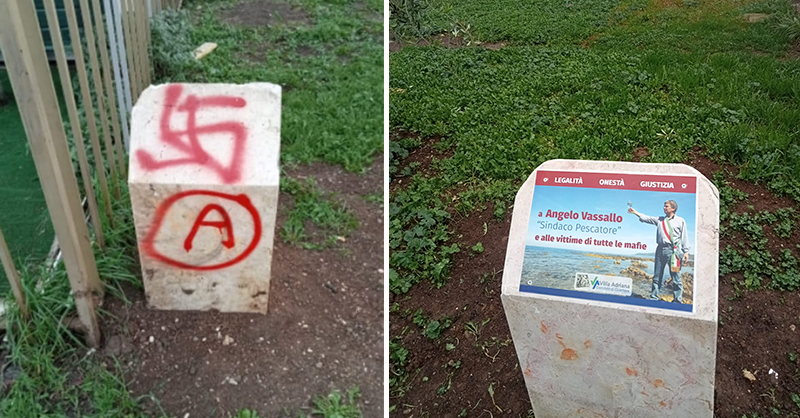 A
LEGALITÀ ONESTÀ GIUSTIZIA
a Angelo Vassallo
"Sindaco Pescatore"
e alle vittime di tutte le mafie
Villa Adriana